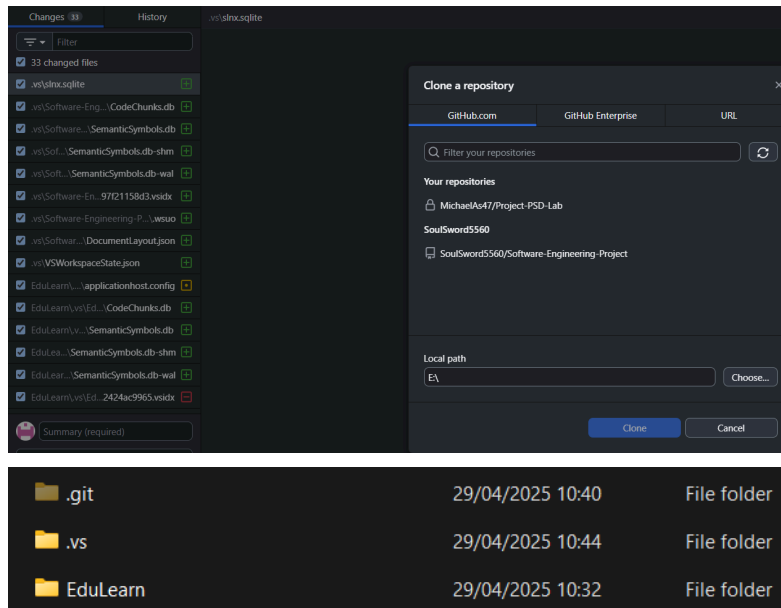 Changes 33 History .vs\slnx.sqlite
Filter
33 changed files
.vs\slnx.sqlite
.vs\Software-Eng...\CodeChunks.db
.vs\Software...\SemanticSymbols.db
.vs\Sof...\SemanticSymbols.db-shm
.vs\Soft...\SemanticSymbols.db-wal
.vs\Software-En...97f21158d3.vsidx
.vs\Software-Engineering-P...\.wsuo
.vs\Softwar...\DocumentLayout.json
.vs\VSWorkspaceState.json
EduLearn\,...\applicationhost.config
EduLearn\.vs\Ed...\CodeChunks.db
EduLearn\.v...\SemanticSymbols.db
EduLea...\SemanticSymbols.db-shm
EduLear...\SemanticSymbols.db-wal
EduLearn\.vs\Ed...2424ac9965.vsidx
Summary (required)
Clone a repository
GitHub.com GitHub Enterprise URL
Filter your repositories
Your repositories
MichaelAs47/Project-PSD-Lab
SoulSword5560
SoulSword5560/Software-Engineering-Project
Local path
E:\ Choose...
Clone Cancel
.git 29/04/2025 10:40 File folder
.vs 29/04/2025 10:44 File folder
EduLearn 29/04/2025 10:32 File folder